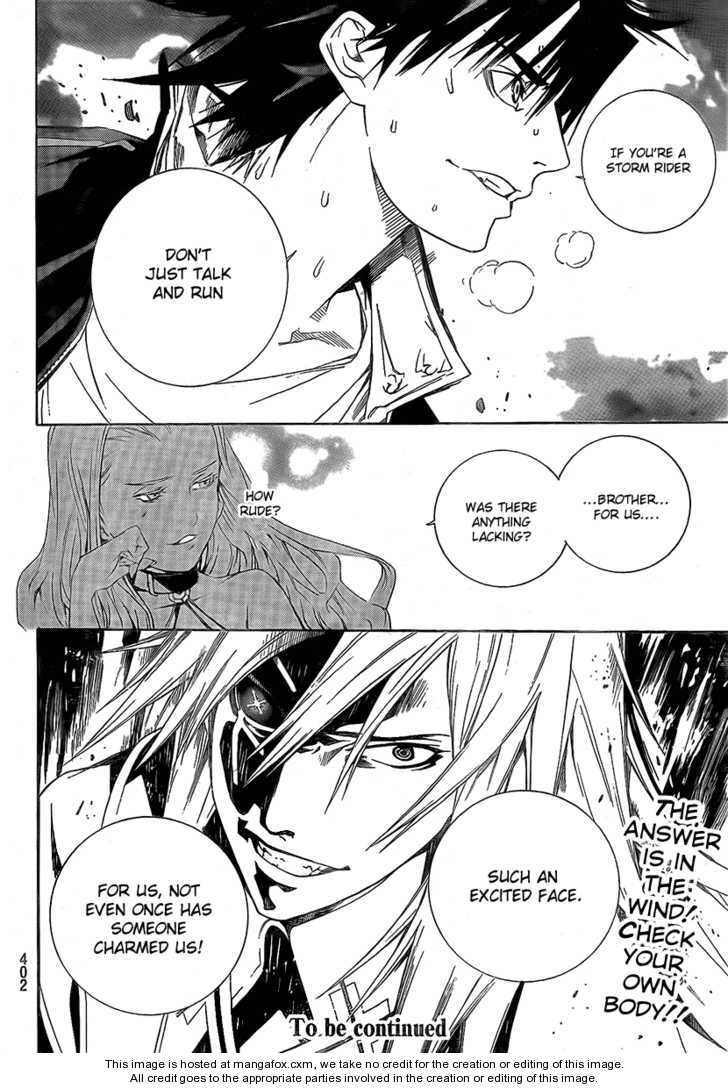 IF YOU'RE A
STORM RIDER
DON'T
JUST TALK
AND RUN
...BROTHER...
FOR US....
WAS THERE
ANYTHING
LACKING?
HOW
RUDE?
SUCH AN
EXCITED FACE.
FOR US, NOT
EVEN ONCE HAS
SOMEONE
CHARMED US!
THE
ANSWER
IS IN
THE
WIND!
CHECK
YOUR
OWN
BODY!!!
402
To be continued
This image is hosted at mangafox.cxm, we take no credit for the creation or editing of this image.
All credit goes to the appropriate parties involved in the creation and editing of this image.